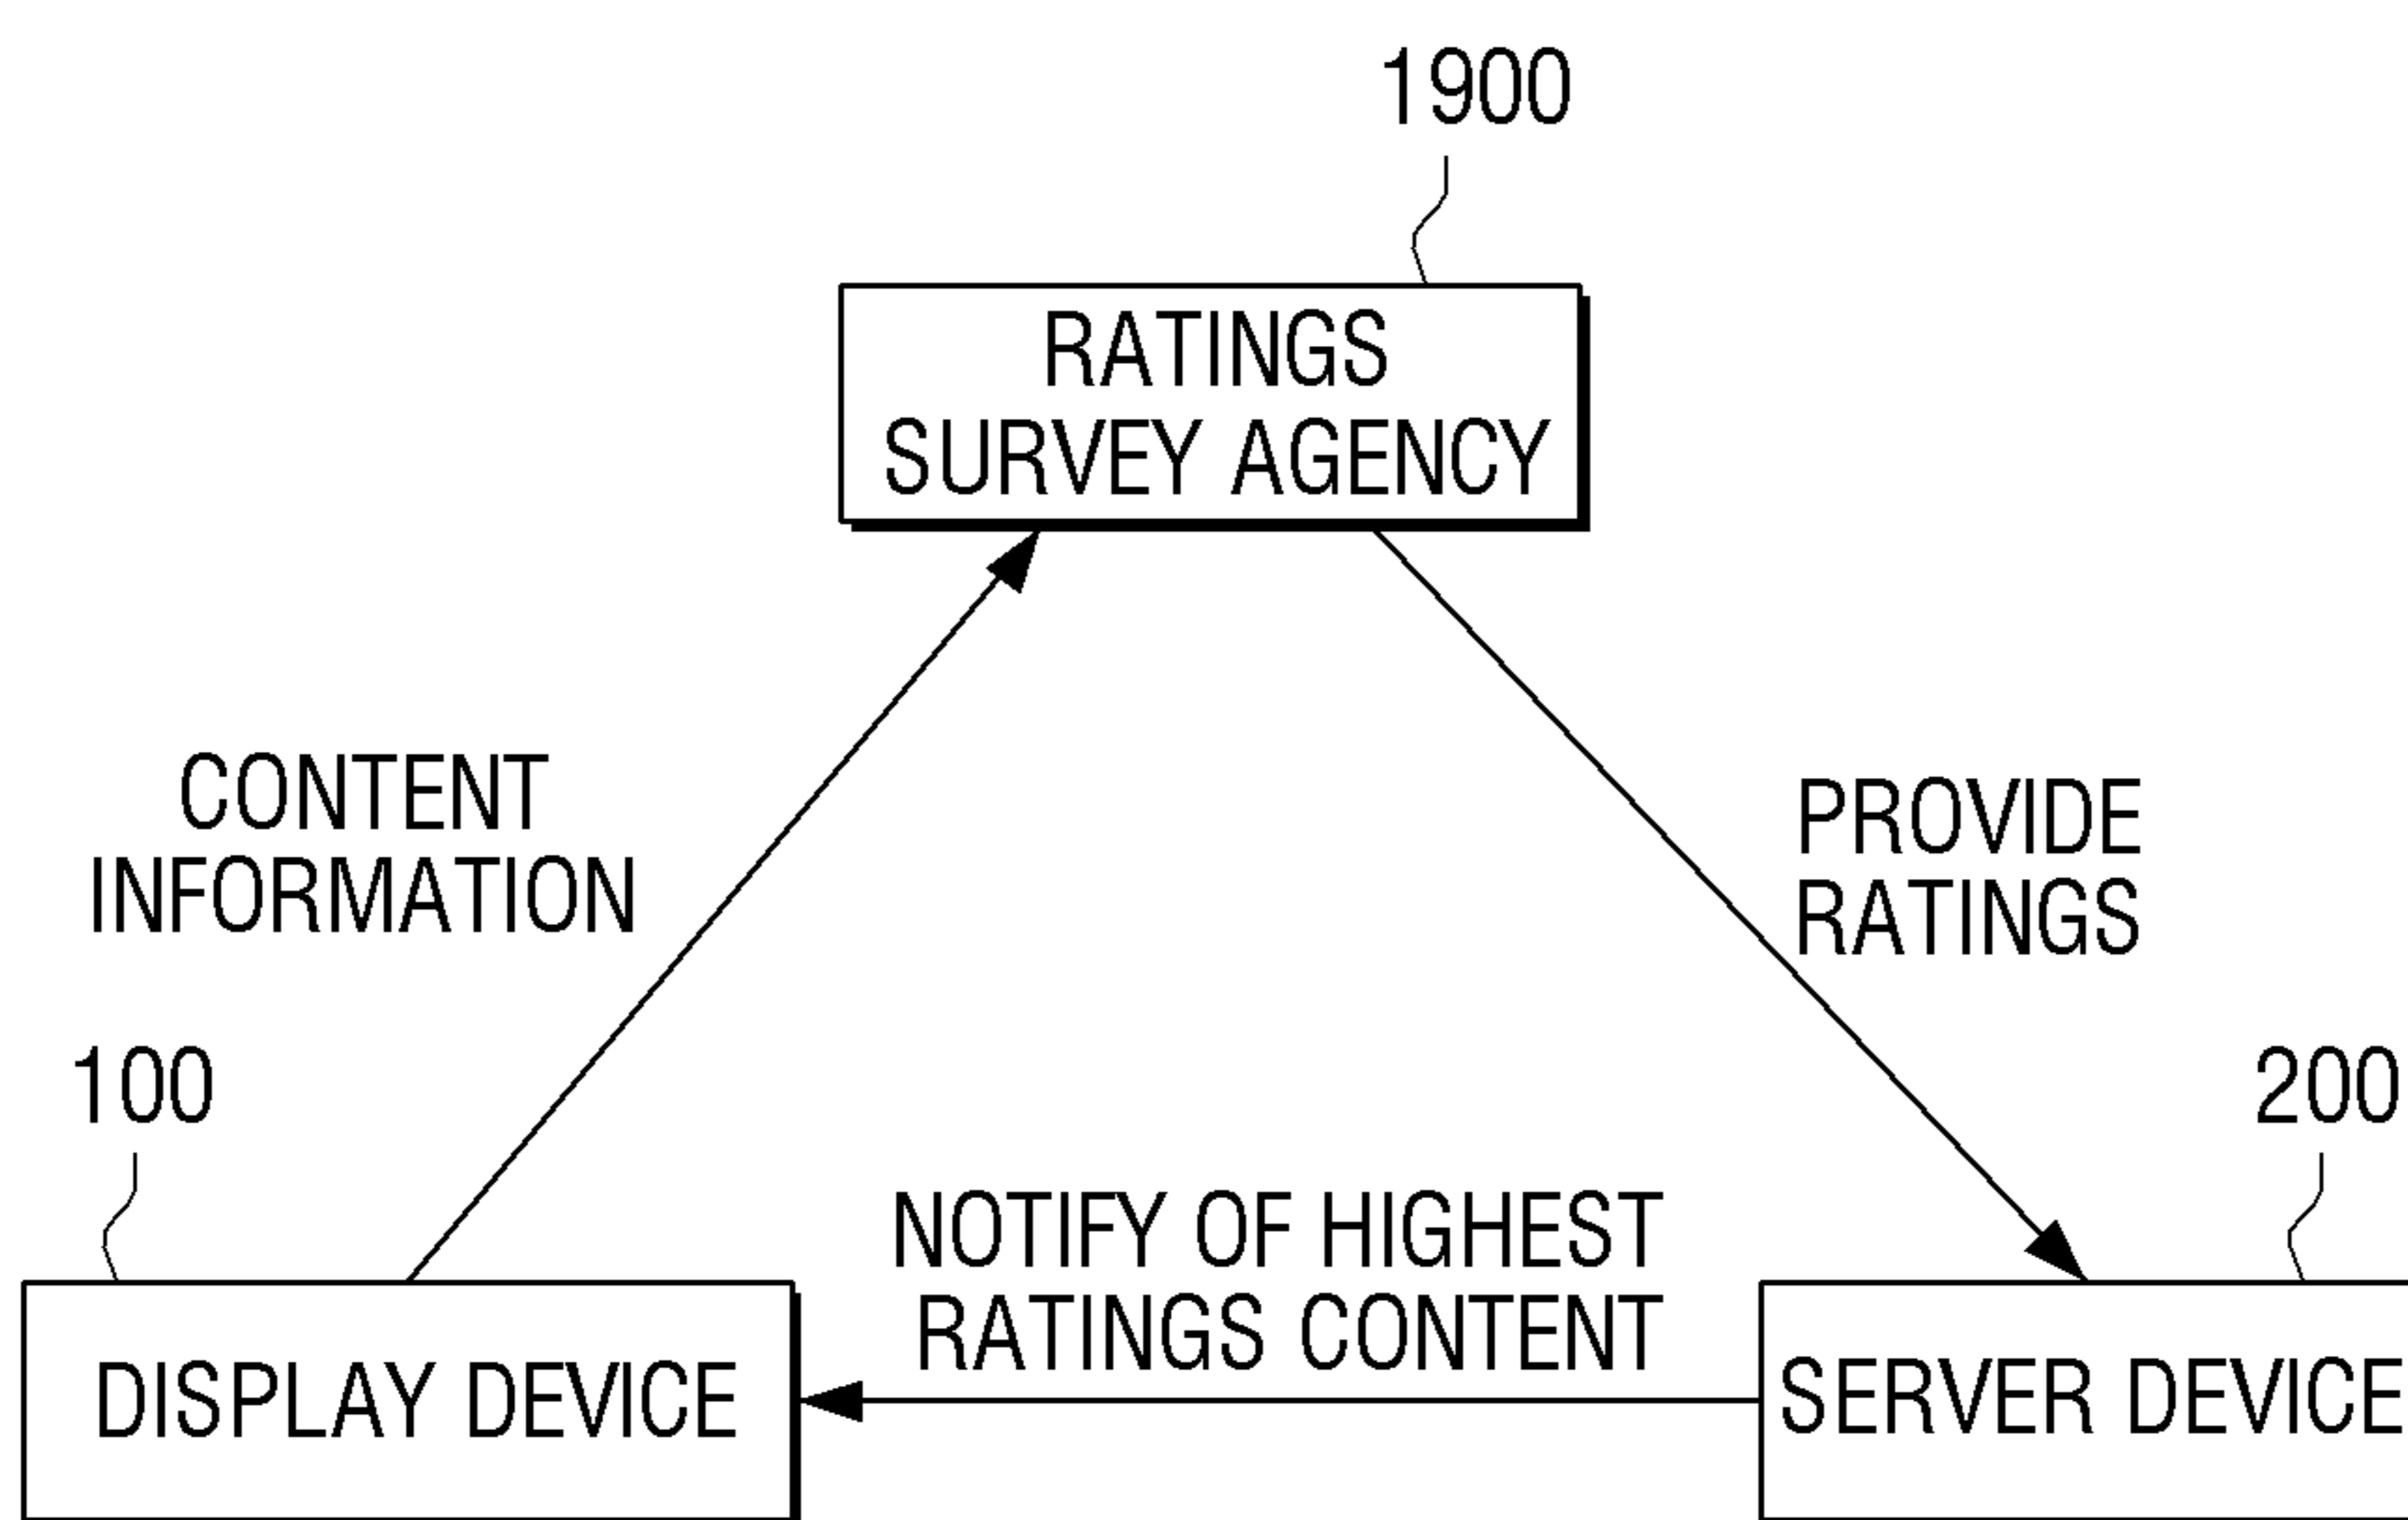 1900
RATINGS
SURVEY AGENCY
CONTENT
INFORMATION
PROVIDE
RATINGS
100
200
NOTIFY OF HIGHEST
RATINGS CONTENT
DISPLAY DEVICE
SERVER DEVICE